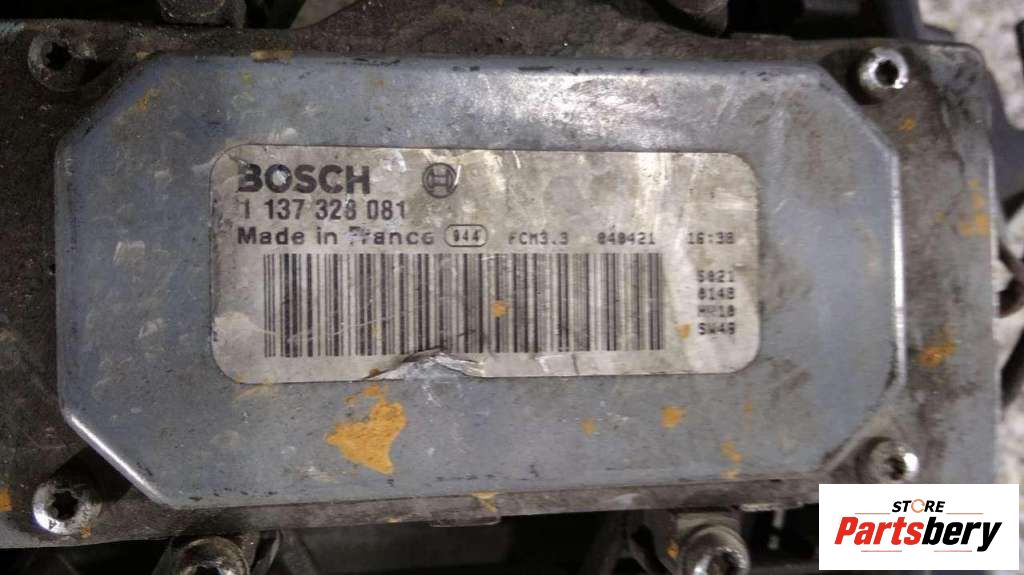 BOSCH
1 137 328 081
Made in France 944 FCM3.3 040421 16:38
5021
0148
HW10
SW48
STORE
Partsbery